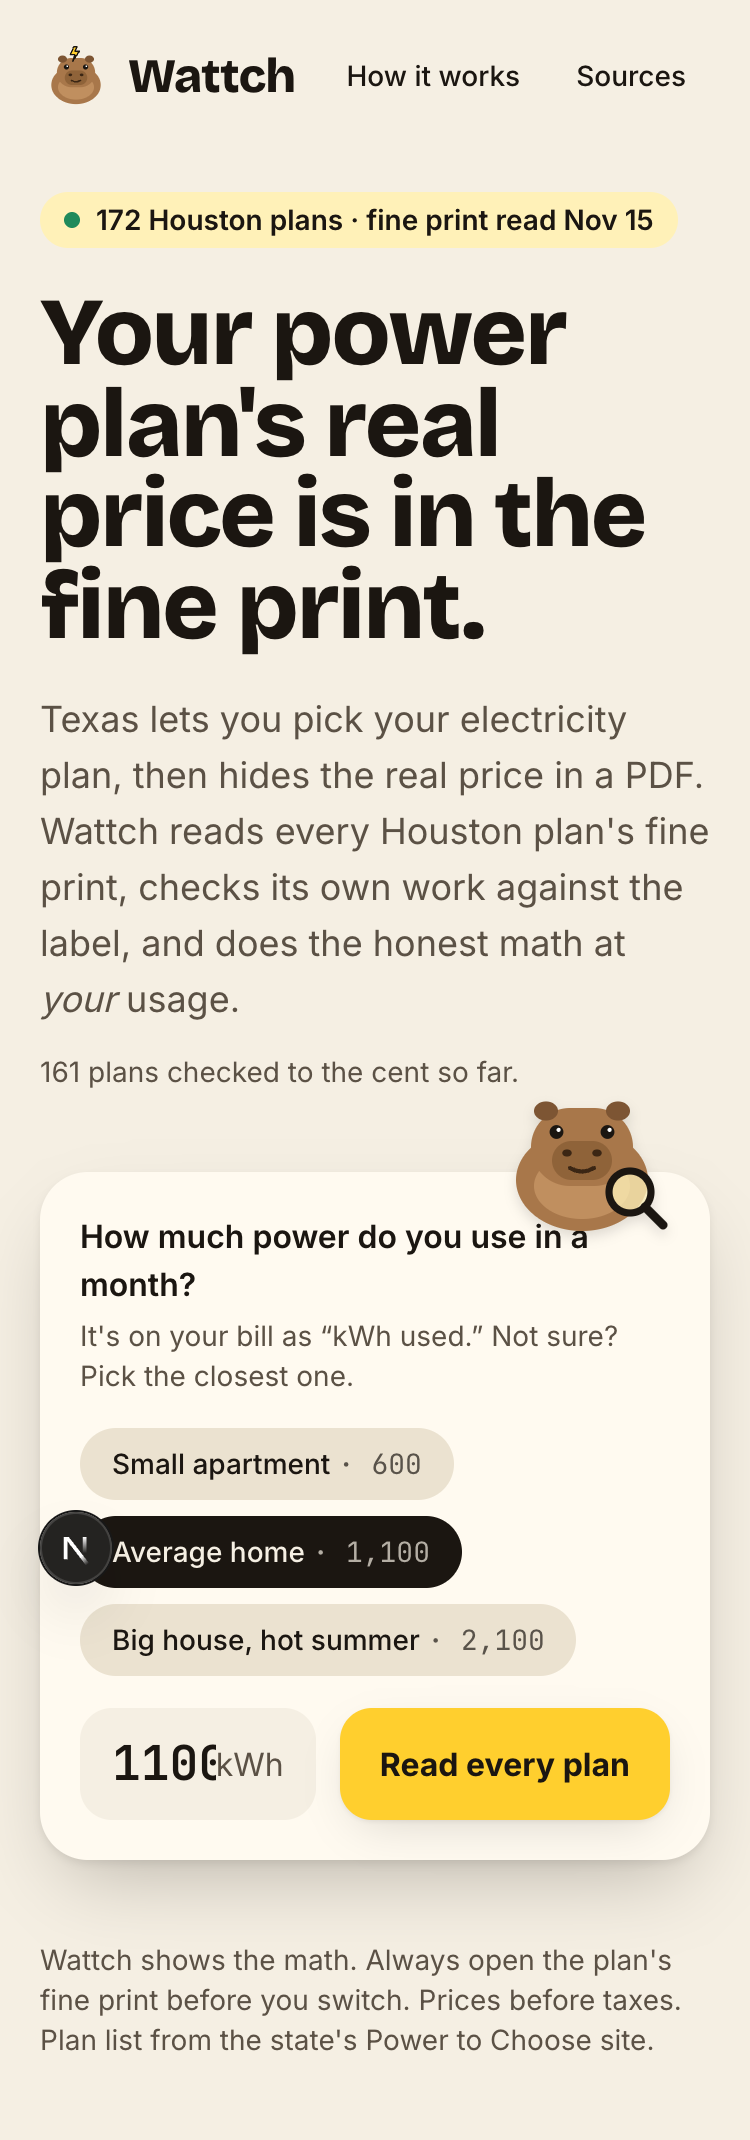 Wattch
How it works
Sources
172 Houston plans · fine print read Nov 15
Your power
plan's real
price is in the
fine print.
Texas lets you pick your electricity
plan, then hides the real price in a PDF.
Wattch reads every Houston plan's fine
print, checks its own work against the
label, and does the honest math at
your usage.
161 plans checked to the cent so far.
How much power do you use in a
month?
It's on your bill as “kWh used.” Not sure?
Pick the closest one.
Small apartment · 600
N
Average home · 1,100
Big house, hot summer · 2,100
1100 kWh
Read every plan
Wattch shows the math. Always open the plan's
fine print before you switch. Prices before taxes.
Plan list from the state's Power to Choose site.